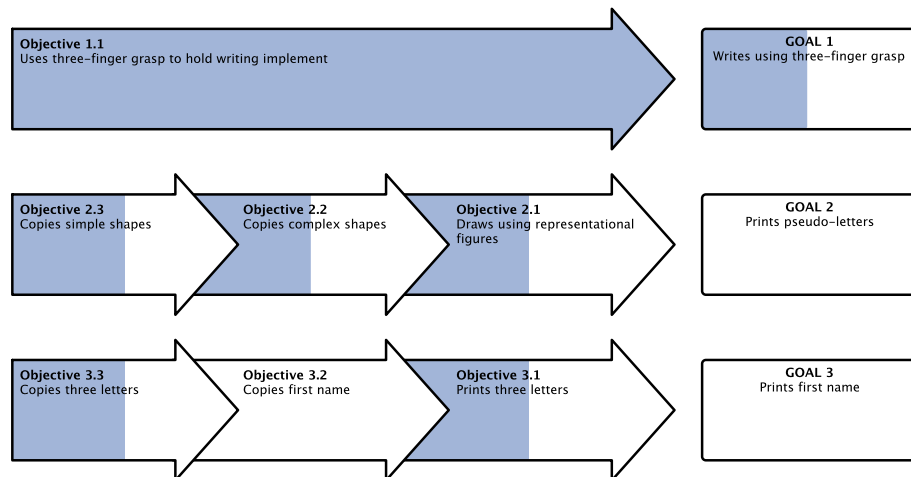 Objective 1.1
Uses three-finger grasp to hold writing implement
GOAL 1
Writes using three-finger grasp
Objective 2.3
Copies simple shapes
Objective 2.2
Copies complex shapes
Objective 2.1
Draws using representational
figures
GOAL 2
Prints pseudo-letters
Objective 3.3
Copies three letters
Objective 3.2
Copies first name
Objective 3.1
Prints three letters
GOAL 3
Prints first name